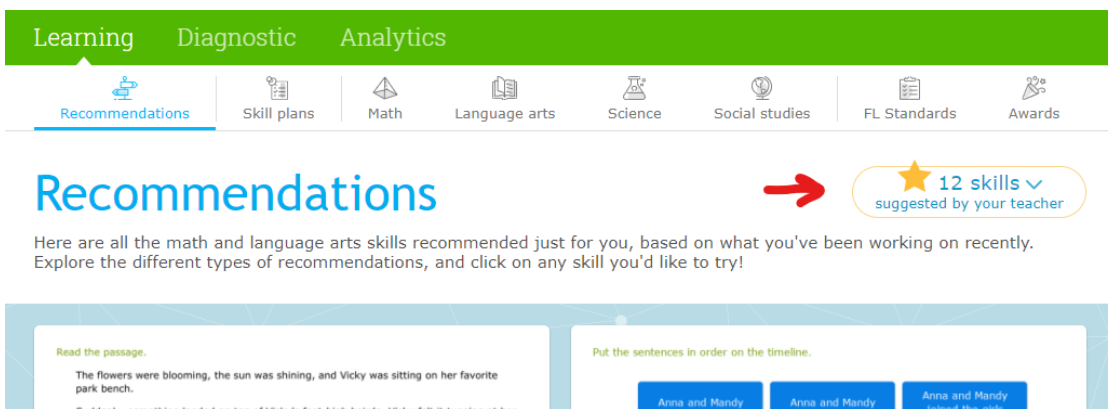 Learning Diagnostic Analytics
Recommendations Skill plans Math Language arts Science Social studies FL Standards Awards
Recommendations
12 skills
suggested by your teacher
Here are all the math and language arts skills recommended just for you, based on what you've been working on recently.
Explore the different types of recommendations, and click on any skill you'd like to try!
Read the passage.
The flowers were blooming, the sun was shining, and Vicky was sitting on her favorite
park bench.
Put the sentences in order on the timeline.
Anna and Mandy
Anna and Mandy
Anna and Mandy